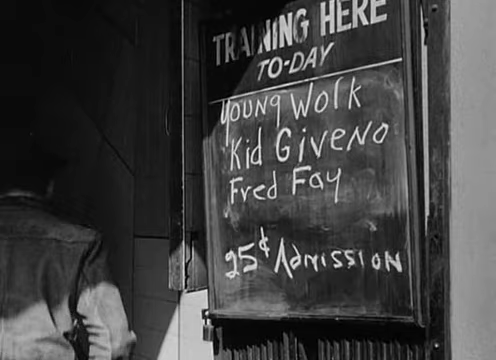 TRAINING HERE
TO-DAY
Young Wolk
Kid Giveno
Fred Fay
25¢ Admission